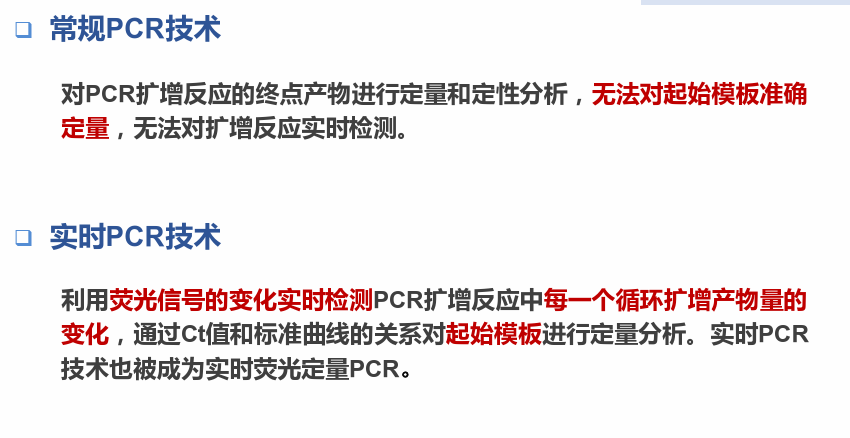 常规PCR技术
对PCR扩增反应的终点产物进行定量和定性分析，无法对起始模板准确
定量，无法对扩增反应实时检测。
实时PCR技术
利用荧光信号的变化实时检测PCR扩增反应中每一个循环扩增产物量的
变化，通过Ct值和标准曲线的关系对起始模板进行定量分析。实时PCR
技术也被成为实时荧光定量PCR。